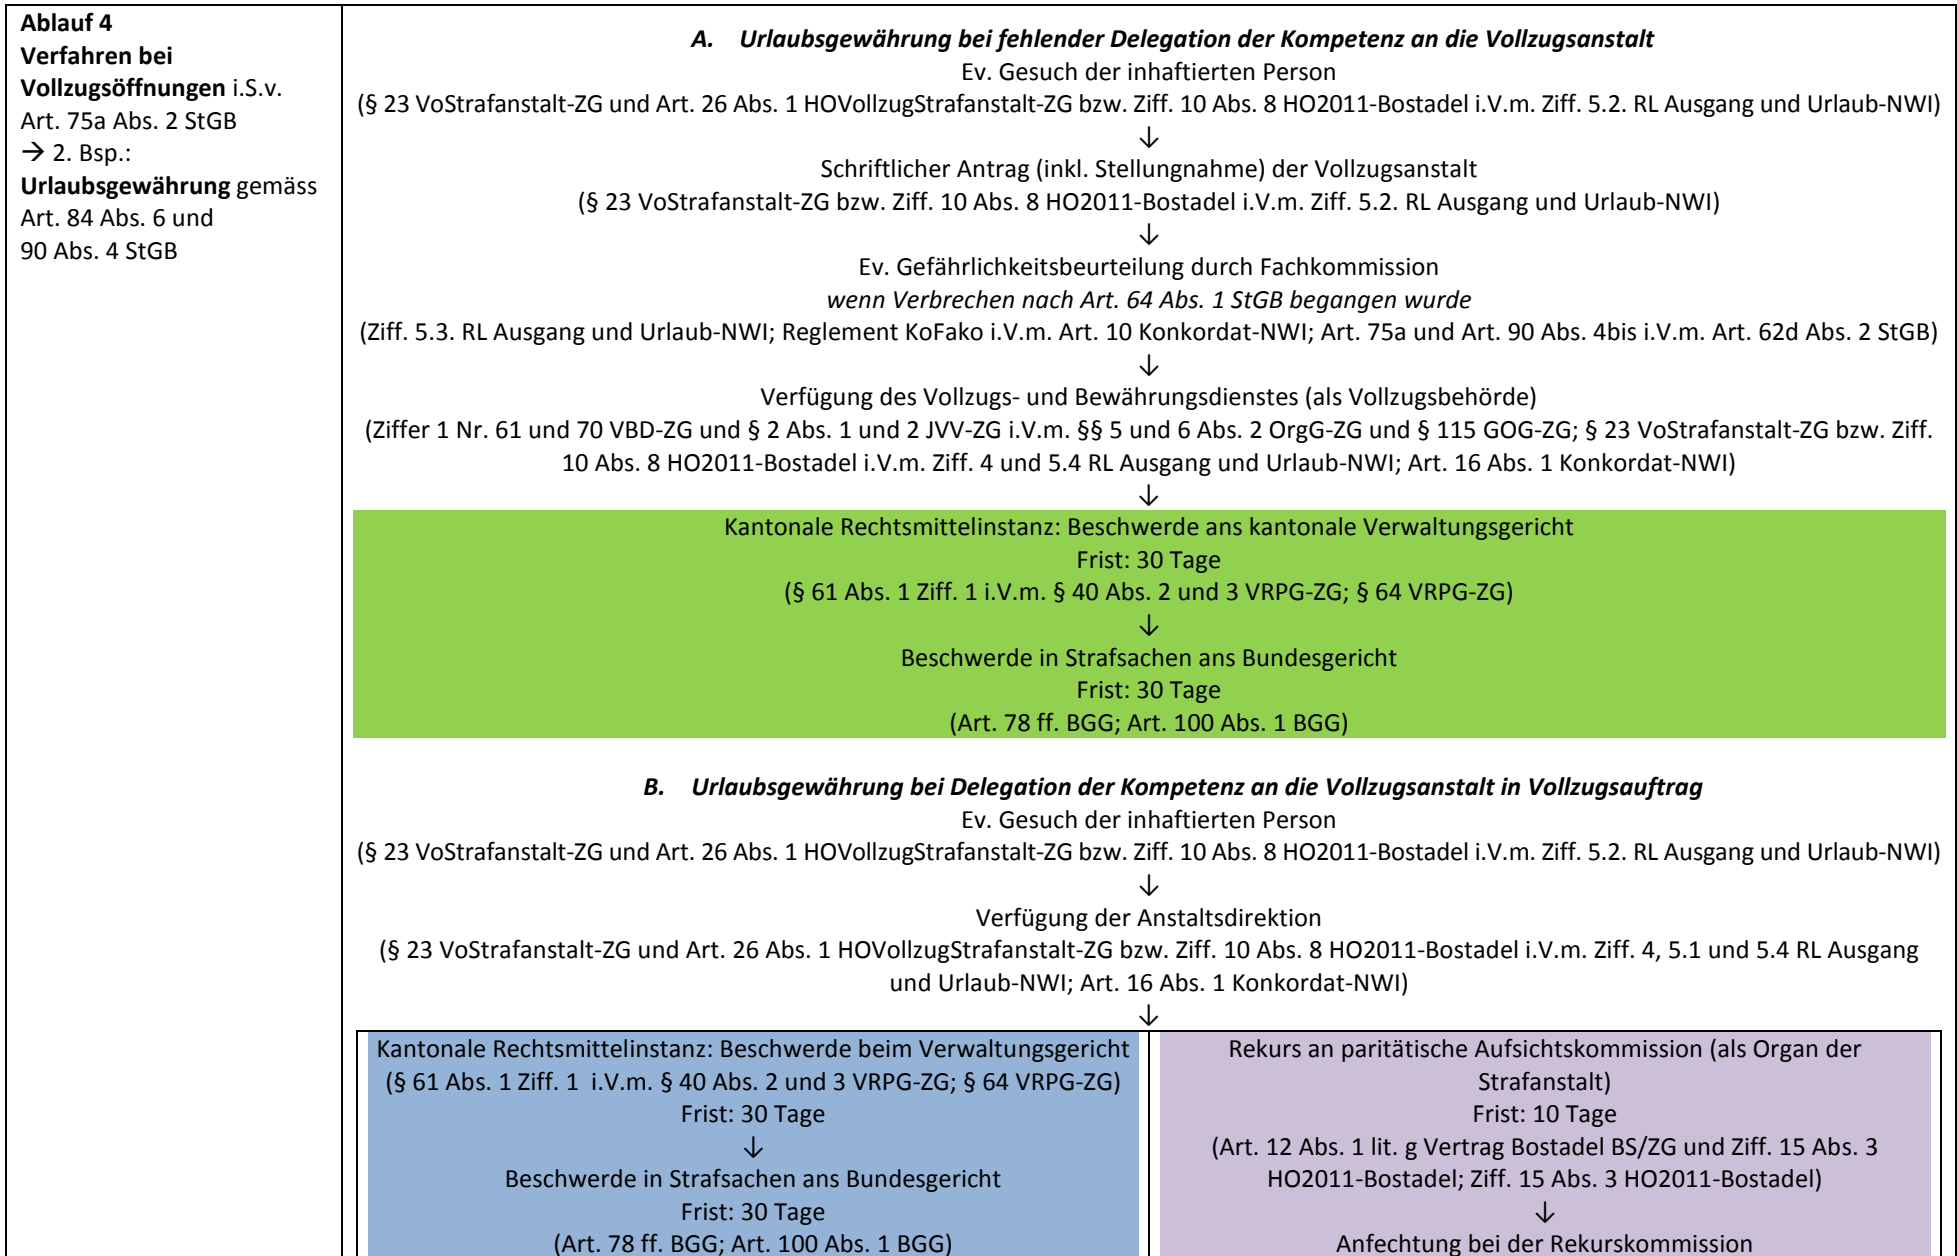 Ablauf 4
Verfahren bei
Vollzugsöffnungen i.S.v.
Art. 75a Abs. 2 StGB
→ 2. Bsp.:
Urlaubsgewährung gemäss
Art. 84 Abs. 6 und
90 Abs. 4 StGB
A. Urlaubsgewährung bei fehlender Delegation der Kompetenz an die Vollzugsanstalt
Ev. Gesuch der inhaftierten Person
(§ 23 VoStrafanstalt-ZG und Art. 26 Abs. 1 HOVollzugStrafanstalt-ZG bzw. Ziff. 10 Abs. 8 HO2011-Bostadel i.V.m. Ziff. 5.2. RL Ausgang und Urlaub-NWI)
↓
Schriftlicher Antrag (inkl. Stellungnahme) der Vollzugsanstalt
(§ 23 VoStrafanstalt-ZG bzw. Ziff. 10 Abs. 8 HO2011-Bostadel i.V.m. Ziff. 5.2. RL Ausgang und Urlaub-NWI)
↓
Ev. Gefährlichkeitsbeurteilung durch Fachkommission
wenn Verbrechen nach Art. 64 Abs. 1 StGB begangen wurde
(Ziff. 5.3. RL Ausgang und Urlaub-NWI; Reglement KoFako i.V.m. Art. 10 Konkordat-NWI; Art. 75a und Art. 90 Abs. 4bis i.V.m. Art. 62d Abs. 2 StGB)
↓
Verfügung des Vollzugs- und Bewährungsdienstes (als Vollzugsbehörde)
(Ziffer 1 Nr. 61 und 70 VBD-ZG und § 2 Abs. 1 und 2 JVV-ZG i.V.m. §§ 5 und 6 Abs. 2 OrgG-ZG und § 115 GOG-ZG; § 23 VoStrafanstalt-ZG bzw. Ziff.
10 Abs. 8 HO2011-Bostadel i.V.m. Ziff. 4 und 5.4 RL Ausgang und Urlaub-NWI; Art. 16 Abs. 1 Konkordat-NWI)
↓
Kantonale Rechtsmittelinstanz: Beschwerde ans kantonale Verwaltungsgericht
Frist: 30 Tage
(§ 61 Abs. 1 Ziff. 1 i.V.m. § 40 Abs. 2 und 3 VRPG-ZG; § 64 VRPG-ZG)
↓
Beschwerde in Strafsachen ans Bundesgericht
Frist: 30 Tage
(Art. 78 ff. BGG; Art. 100 Abs. 1 BGG)
B. Urlaubsgewährung bei Delegation der Kompetenz an die Vollzugsanstalt in Vollzugsauftrag
Ev. Gesuch der inhaftierten Person
(§ 23 VoStrafanstalt-ZG und Art. 26 Abs. 1 HOVollzugStrafanstalt-ZG bzw. Ziff. 10 Abs. 8 HO2011-Bostadel i.V.m. Ziff. 5.2. RL Ausgang und Urlaub-NWI)
↓
Verfügung der Anstaltsdirektion
(§ 23 VoStrafanstalt-ZG und Art. 26 Abs. 1 HOVollzugStrafanstalt-ZG bzw. Ziff. 10 Abs. 8 HO2011-Bostadel i.V.m. Ziff. 4, 5.1 und 5.4 RL Ausgang
und Urlaub-NWI; Art. 16 Abs. 1 Konkordat-NWI)
↓
Kantonale Rechtsmittelinstanz: Beschwerde beim Verwaltungsgericht
(§ 61 Abs. 1 Ziff. 1 i.V.m. § 40 Abs. 2 und 3 VRPG-ZG; § 64 VRPG-ZG)
Frist: 30 Tage
↓
Beschwerde in Strafsachen ans Bundesgericht
Frist: 30 Tage
(Art. 78 ff. BGG; Art. 100 Abs. 1 BGG)
Rekurs an paritätische Aufsichtskommission (als Organ der
Strafanstalt)
Frist: 10 Tage
(Art. 12 Abs. 1 lit. g Vertrag Bostadel BS/ZG und Ziff. 15 Abs. 3
HO2011-Bostadel; Ziff. 15 Abs. 3 HO2011-Bostadel)
↓
Anfechtung bei der Rekurskommission